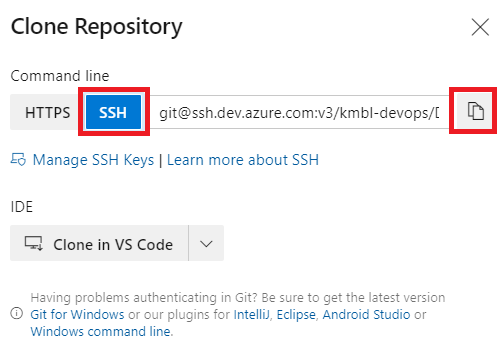 Clone Repository
Command line
HTTPS SSH git@ssh.dev.azure.com:v3/kmbl-devops/
Manage SSH Keys | Learn more about SSH
IDE
Clone in VS Code
Having problems authenticating in Git? Be sure to get the latest version
Git for Windows or our plugins for IntelliJ, Eclipse, Android Studio or
Windows command line.